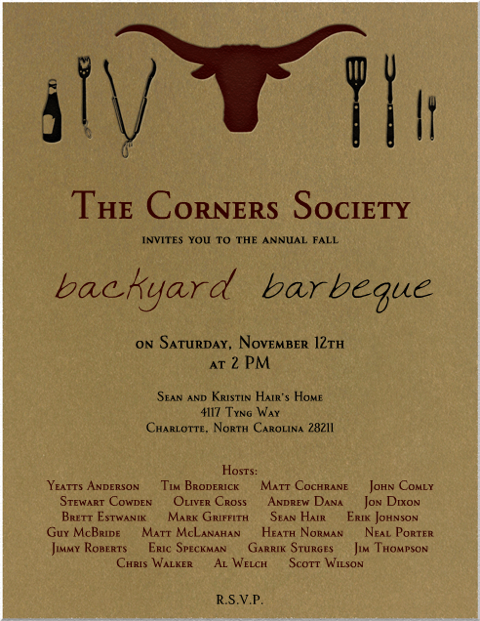 The Corners Society
invites you to the annual fall
backyard barbeque
on Saturday, November 12th
at 2 PM
Sean and Kristin Hair's Home
4117 Tyng Way
Charlotte, North Carolina 28211
Hosts:
Yeatts Anderson Tim Broderick Matt Cochrane John Comly
Stewart Cowden Oliver Cross Andrew Dana Jon Dixon
Brett Estwanik Mark Griffith Sean Hair Erik Johnson
Guy McBride Matt McLanahan Heath Norman Neal Porter
Jimmy Roberts Eric Speckman Garrik Sturges Jim Thompson
Chris Walker Al Welch Scott Wilson
R.S.V.P.